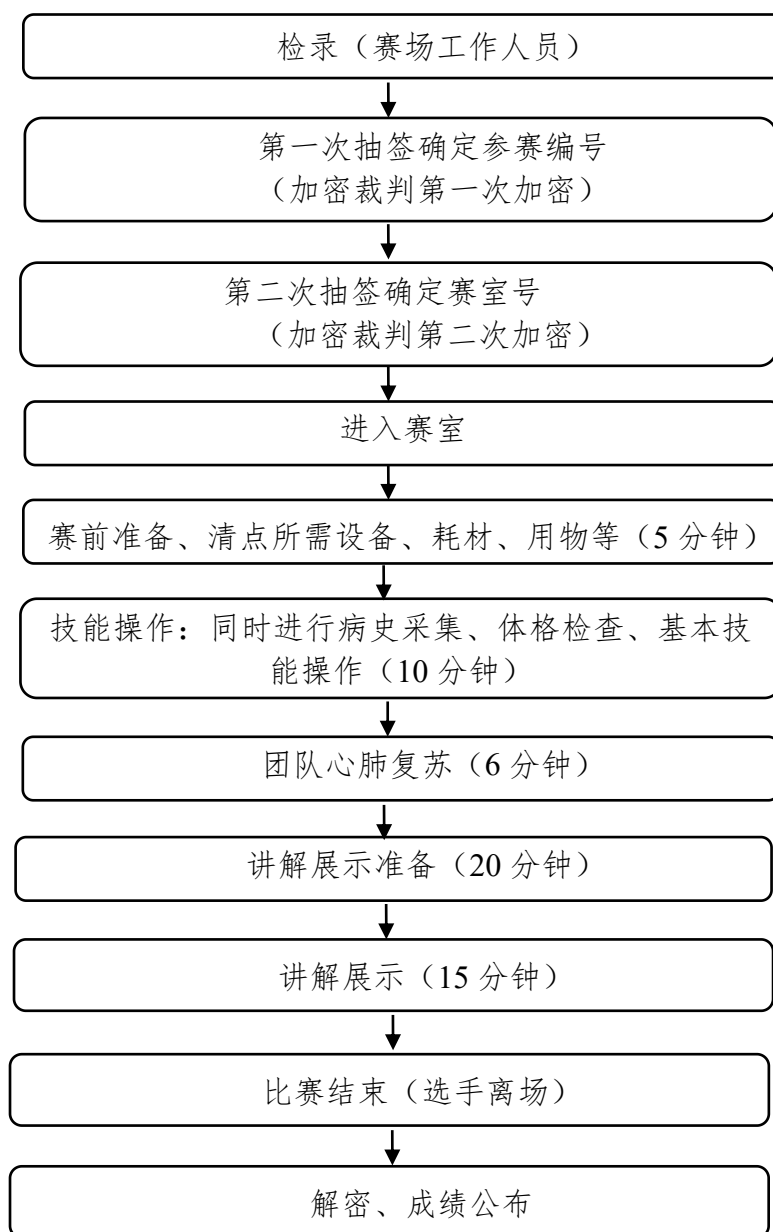 检录（赛场工作人员）
第一次抽签确定参赛编号
（加密裁判第一次加密）
第二次抽签确定赛室号
（加密裁判第二次加密）
进入赛室
赛前准备、清点所需设备、耗材、用物等（5 分钟）
技能操作：同时进行病史采集、体格检查、基本技
能操作（10 分钟）
团队心肺复苏（6 分钟）
讲解展示准备（20 分钟）
讲解展示（15 分钟）
比赛结束（选手离场）
解密、成绩公布